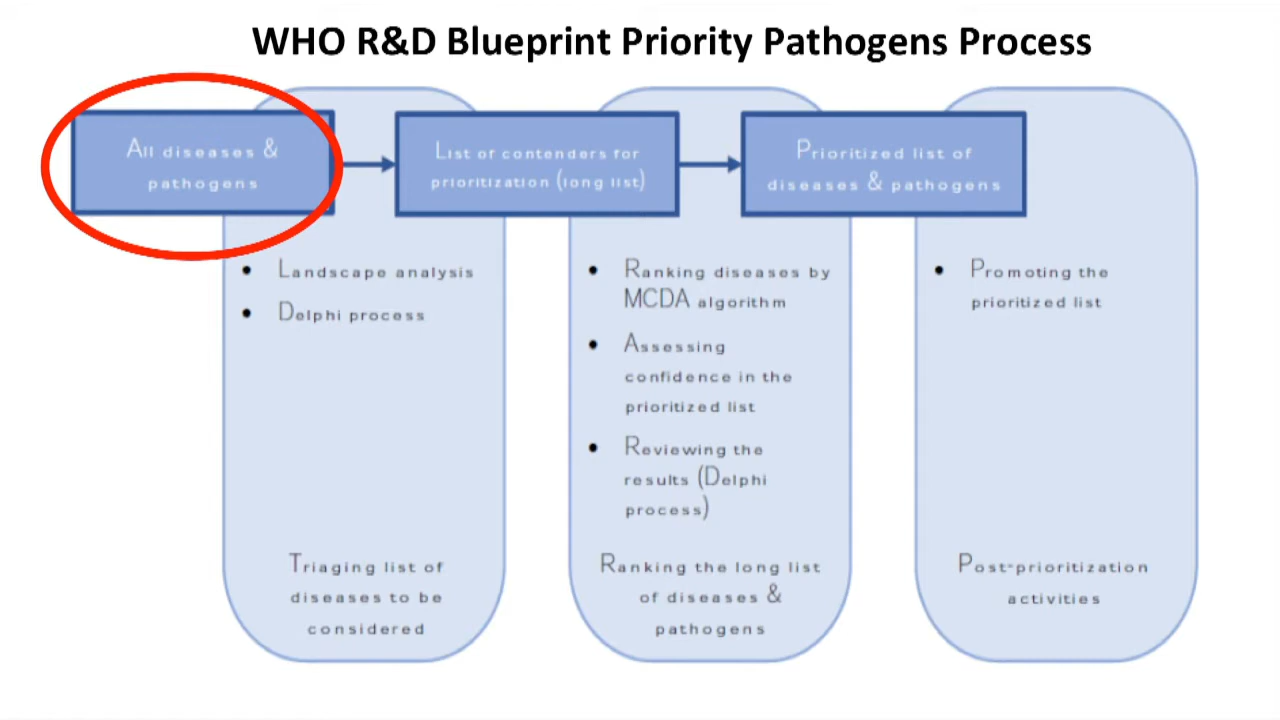 WHO R&D Blueprint Priority Pathogens Process
All diseases &
pathogens
List of contenders for
prioritization (long list)
Prioritized list of
diseases & pathogens
• Landscape analysis
• Delphi process
Triaging list of
diseases to be
considered
• Ranking diseases by
MCDA algorithm
• Assessing
confidence in the
prioritized list
• Reviewing the
results (Delphi
process)
Ranking the long list
of diseases &
pathogens
• Promoting the
prioritized list
Post-prioritization
activities